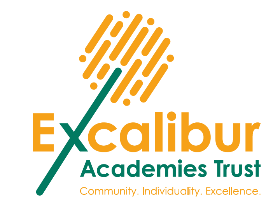 Excalibur
Academies Trust
Community. Individuality. Excellence.